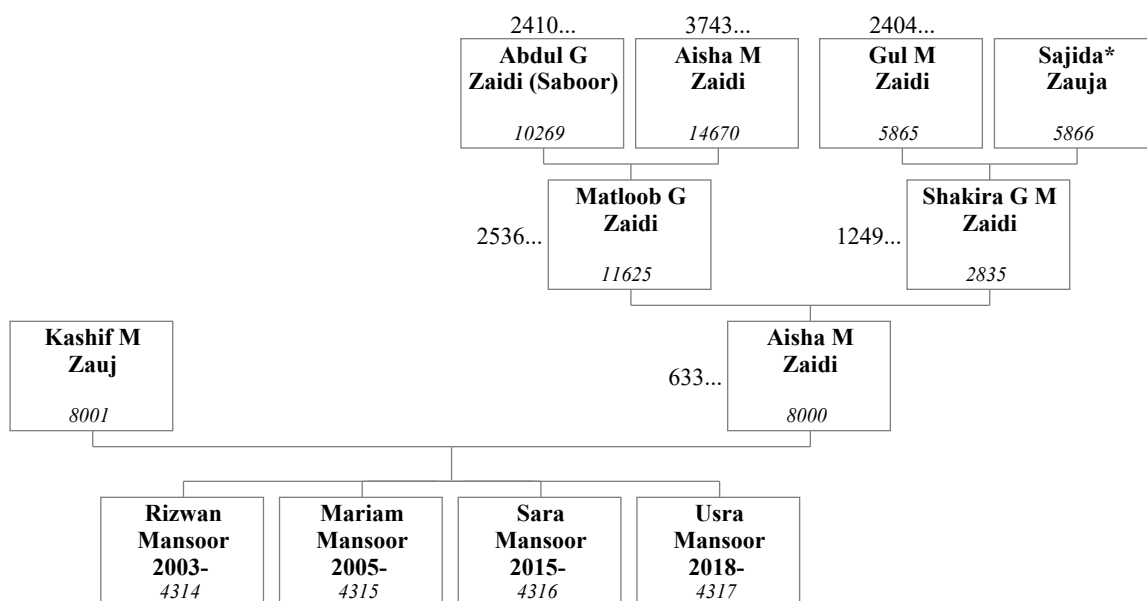 2410...
3743...
2404...
Abdul G
Zaidi (Saboor)
10269
Aisha M
Zaidi
14670
Gul M
Zaidi
5865
Sajida*
Zauja
5866
2536...
Matloob G
Zaidi
11625
1249...
Shakira G M
Zaidi
2835
Kashif M
Zauj
8001
633...
Aisha M
Zaidi
8000
Rizwan
Mansoor
2003-
4314
Mariam
Mansoor
2005-
4315
Sara
Mansoor
2015-
4316
Usra
Mansoor
2018-
4317